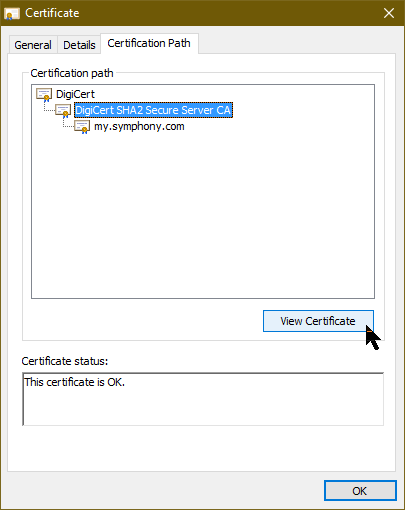 Certificate
General Details Certification Path
Certification path
DigiCert
DigiCert SHA2 Secure Server CA
my.symphony.com
View Certificate
Certificate status:
This certificate is OK.
OK